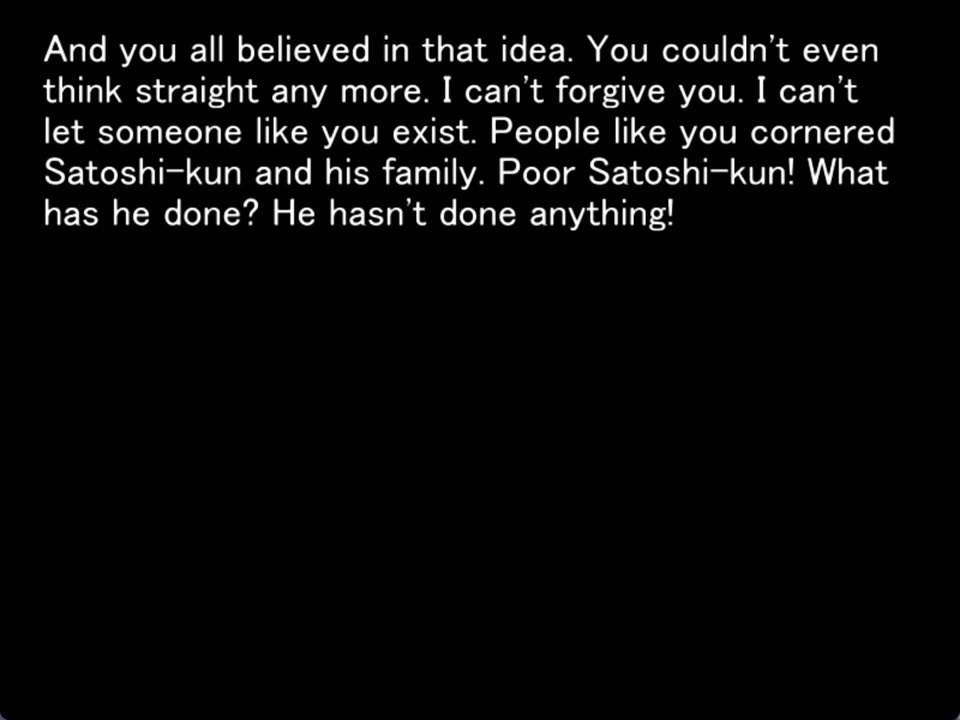 And you all believed in that idea. You couldn't even
think straight any more. I can't forgive you. I can't
let someone like you exist. People like you cornered
Satoshi-kun and his family. Poor Satoshi-kun! What
has he done? He hasn't done anything!